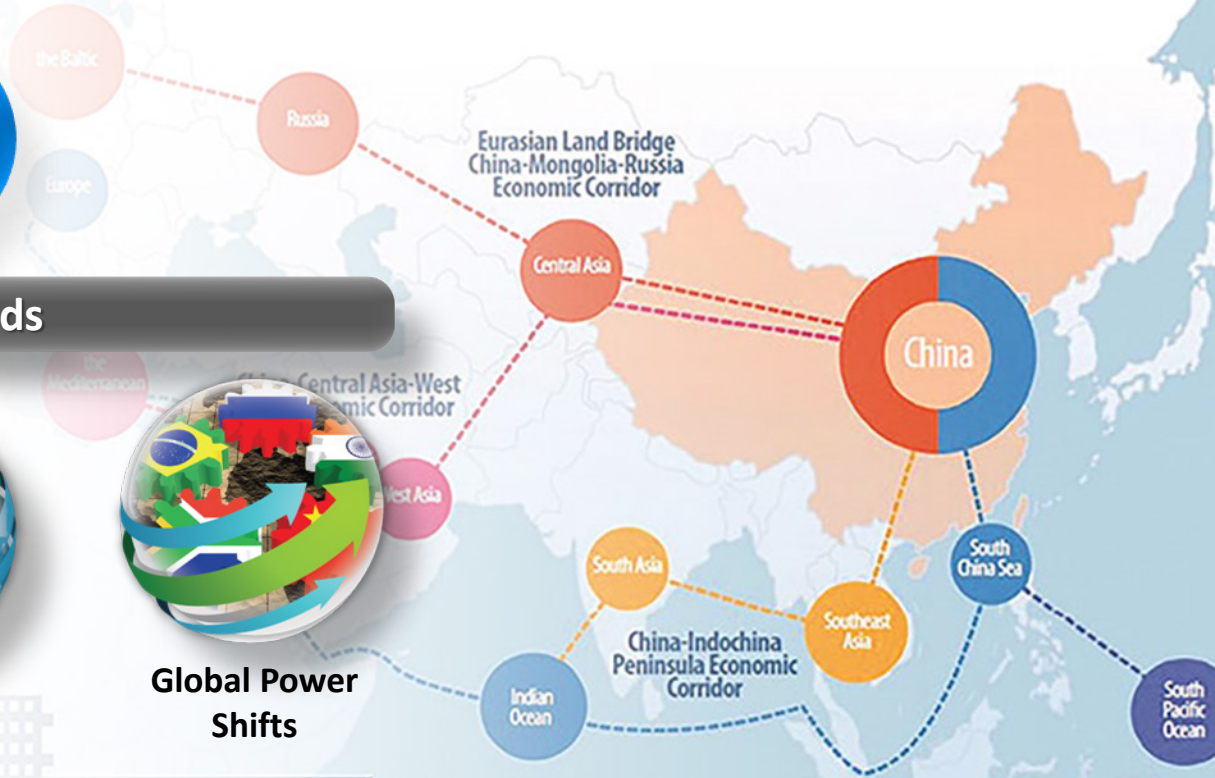 the Baltic
Russia
Eurasian Land Bridge
China-Mongolia-Russia
Economic Corridor
Europe
Central Asia
ds
China
the
Mediterranean
Central Asia-West
mic Corridor
West Asia
South Asia
South
China Sea
Southeast
Asia
China-Indochina
Peninsula Economic
Corridor
Global Power
Shifts
Indian
Ocean
South
Pacific
Ocean